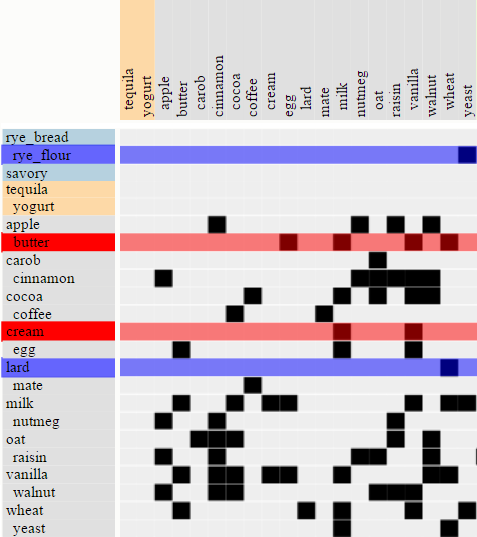 tequila
yogurt
apple
butter
carob
cinnamon
cocoa
coffee
cream
egg
lard
mate
milk
nutmeg
oat
raisin
vanilla
walnut
wheat
yeast
rye_bread
rye_flour
savory
tequila
yogurt
apple
butter
carob
cinnamon
cocoa
coffee
cream
egg
lard
mate
milk
nutmeg
oat
raisin
vanilla
walnut
wheat
yeast